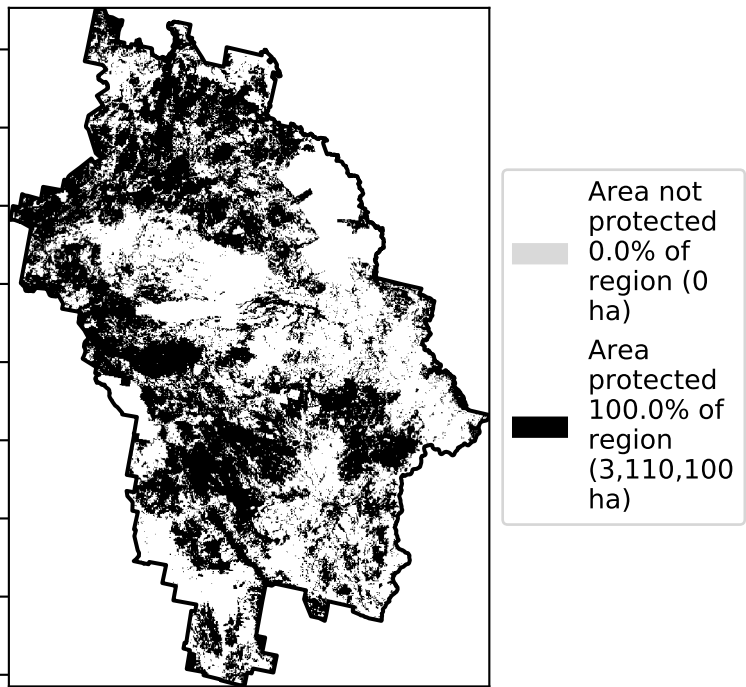 Area not
protected
0.0% of
region (0
ha)
Area
protected
100.0% of
region
(3,110,100
ha)